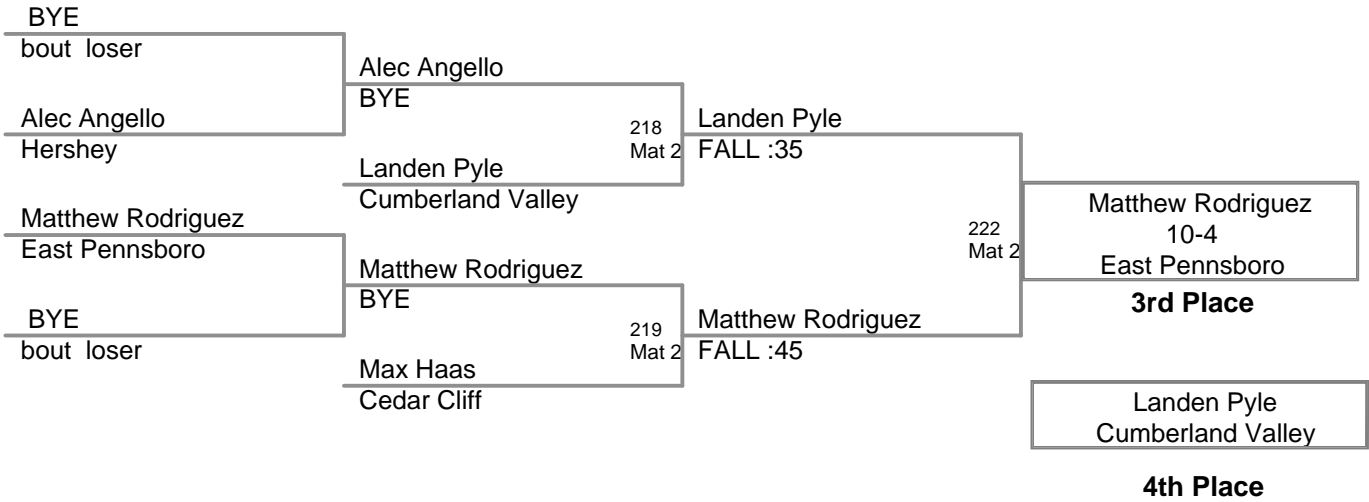 BYE
bout loser
Alec Angello
Hershey
Matthew Rodriguez
East Pennsboro
BYE
bout loser
Alec Angello
BYE
Landen Pyle
Cumberland Valley
Matthew Rodriguez
BYE
Max Haas
Cedar Cliff
218
Mat 2
Landen Pyle
FALL :35
219
Mat 2
Matthew Rodriguez
FALL :45
222
Mat 2
Matthew Rodriguez
10-4
East Pennsboro
3rd Place
Landen Pyle
Cumberland Valley
4th Place